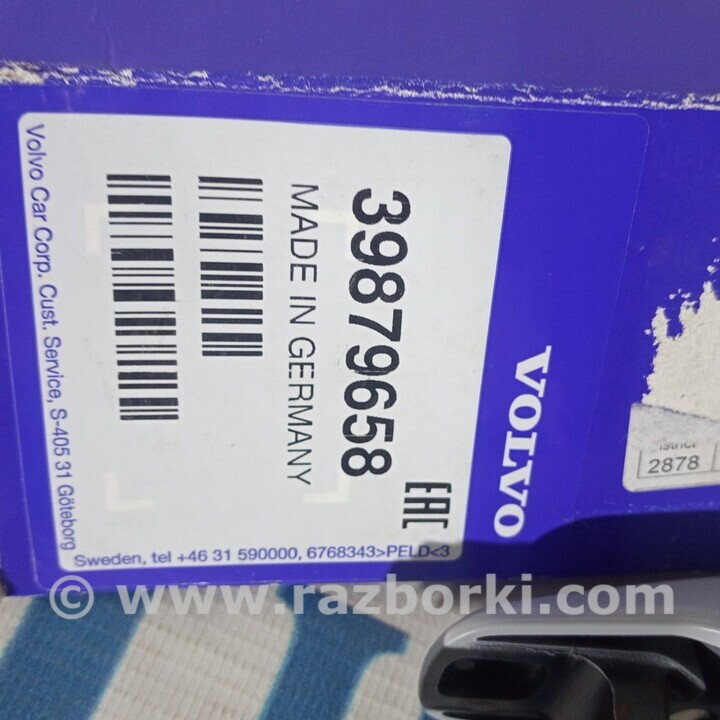 VOLVO
39879658
EAC
MADE IN GERMANY
Volvo Car Corp. Cust. Service, S-405 31 Göteborg
Sweden, tel +46 31 590000, 6768343>PELD<3
2878
© www.razborki.com